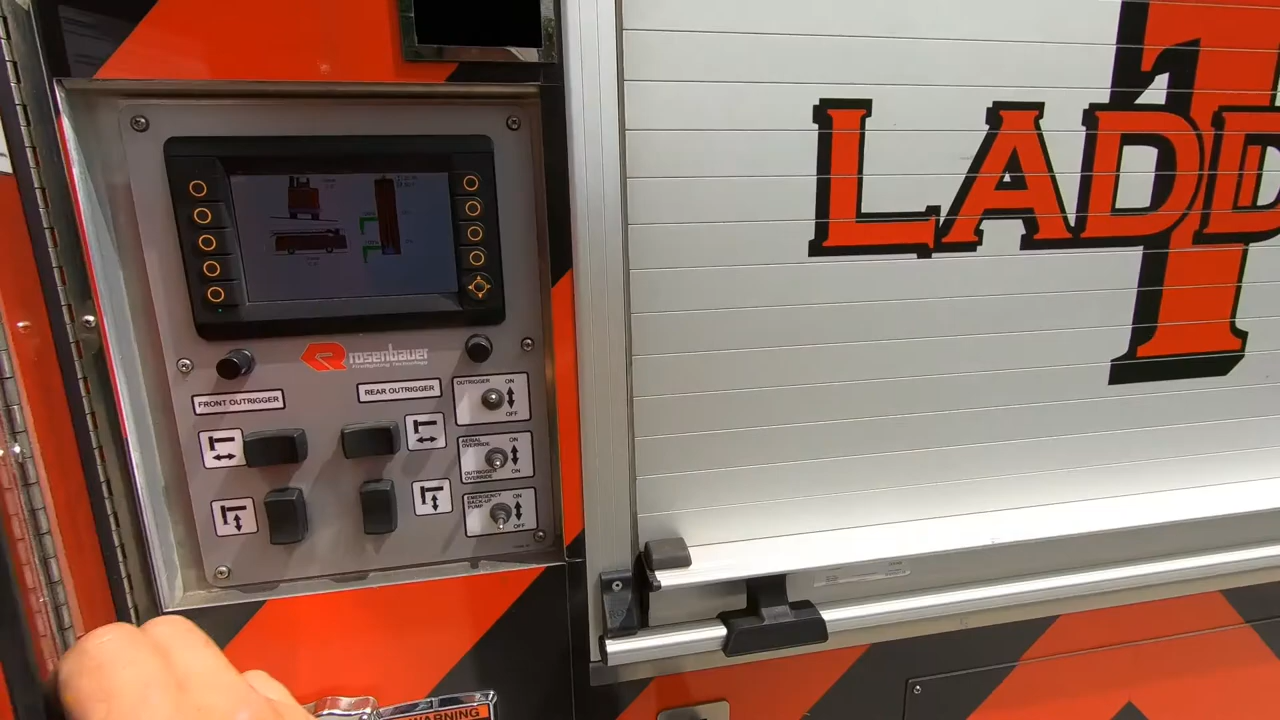 LADD
1
rosenbauer
Firefighting Technology
FRONT OUTRIGGER
REAR OUTRIGGER
OUTRIGGER
ON
OFF
AERIAL
OVERRIDE
ON
OUTRIGGER
OVERRIDE
ON
EMERGENCY
BACK-UP
PUMP
ON
OFF
WARNING